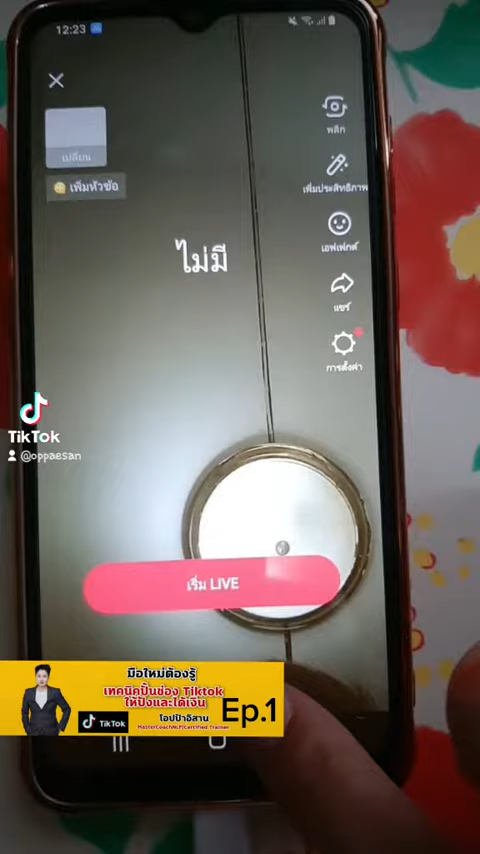 12:23
พลิก
เปลี่ยน
เพิ่มหัวข้อ
เพิ่มประสิทธิภาพ
ไม่มี
เอฟเฟกต์
แชร์
การตั้งค่า
TikTok
@oppaesan
เริ่ม LIVE
มือใหม่ต้องรู้
เทคนิคปั้นช่อง Tiktok
ให้ปังและได้เงิน
โอปป้าอิสาน
Ep.1
TikTok
MasterCoachNLP|Certified Trainer